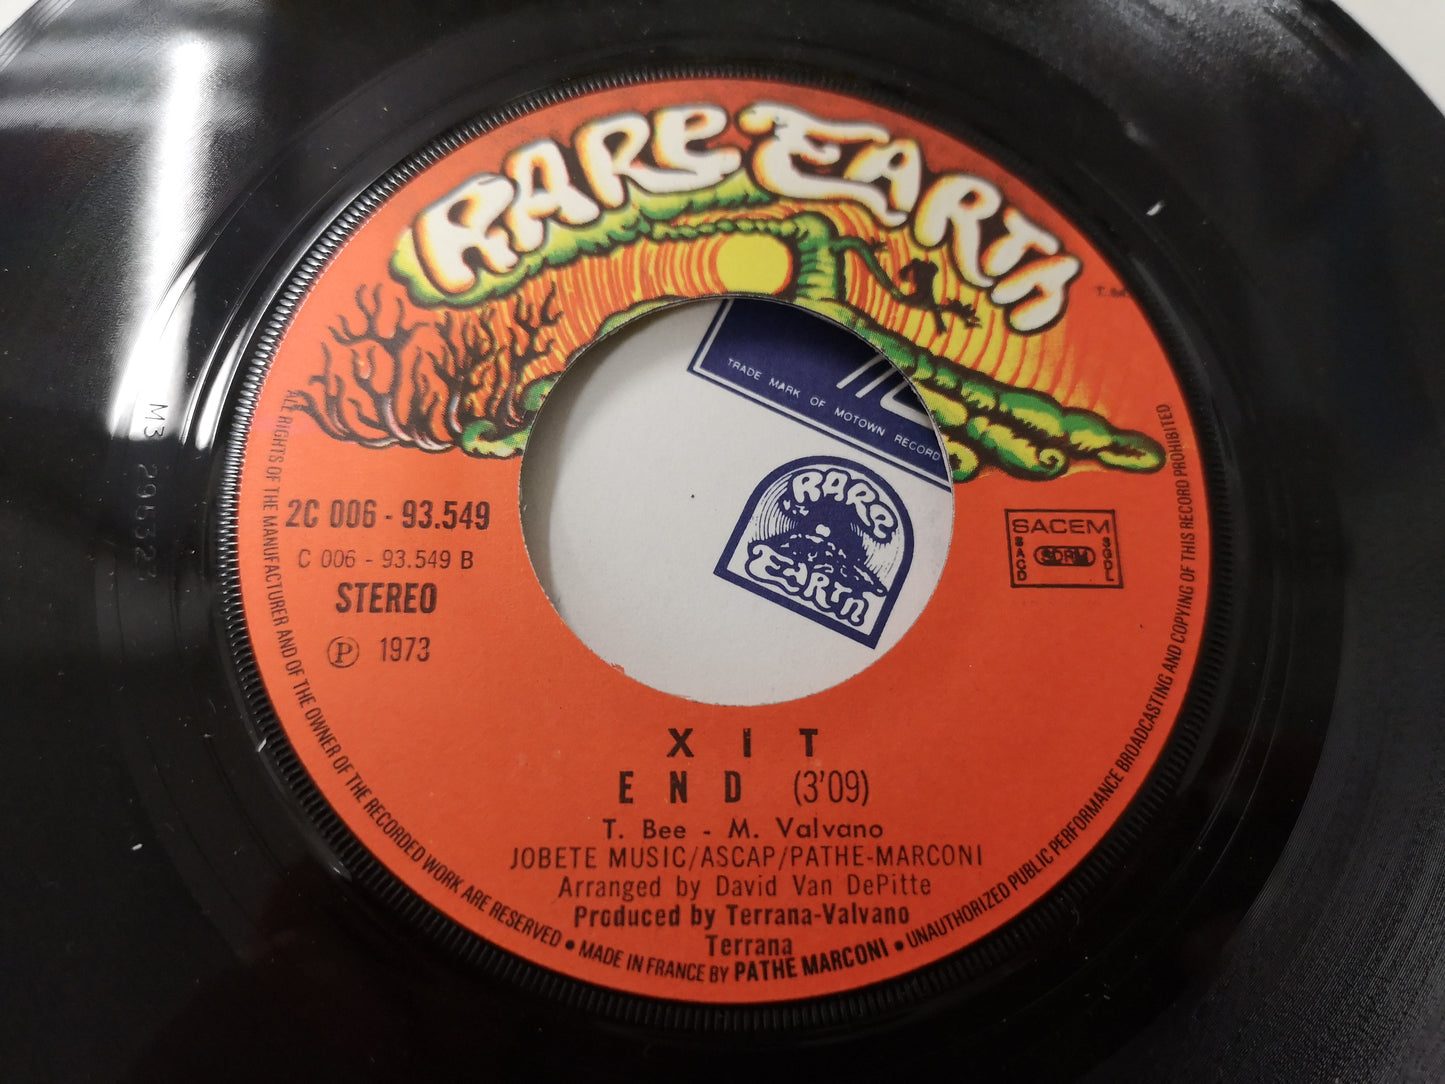 RARE EARTH
TRADE MARK OF MOTOWN RECORD
RARE
EARTH
2C 006 - 93.549
C 006 - 93.549 B
STEREO
Ⓟ 1973
SACEM
SACD SDRM SGDL
X I T
E N D (3'09)
T. Bee - M. Valvano
JOBETE MUSIC/ASCAP/PATHE-MARCONI
Arranged by David Van DePitte
Produced by Terrana-Valvano
Terrana
ALL RIGHTS OF THE MANUFACTURER AND OF THE OWNER OF THE RECORDED WORK ARE RESERVED • MADE IN FRANCE BY PATHE MARCONI • UNAUTHORIZED PUBLIC PERFORMANCE BROADCASTING AND COPYING OF THIS RECORD PROHIBITED
M3 295327